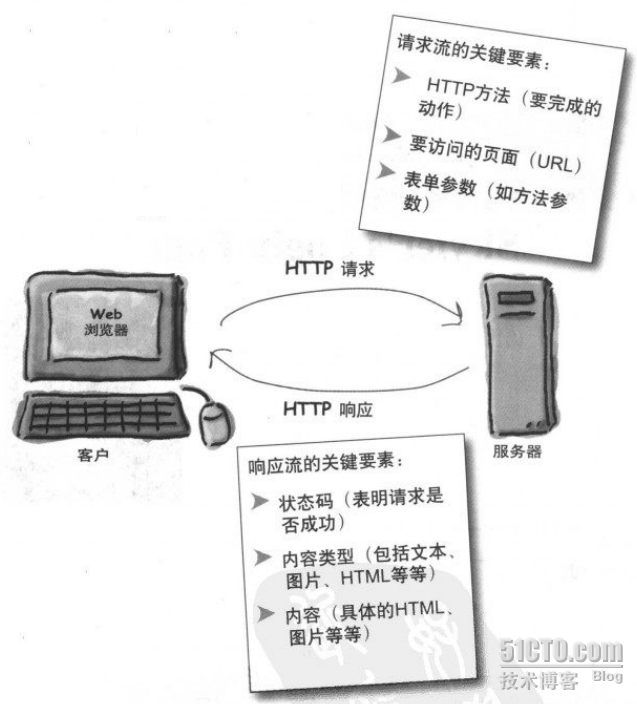 请求流的关键要素：
HTTP方法（要完成的
动作）
要访问的页面（URL）
表单参数（如方法参
数）
HTTP 请求
Web
浏览器
HTTP 响应
客户
服务器
响应流的关键要素：
状态码（表明请求是
否成功）
内容类型（包括文本、
图片、HTML等等）
内容（具体的HTML、
图片等等）
51CTO.com
技术博客 Blog